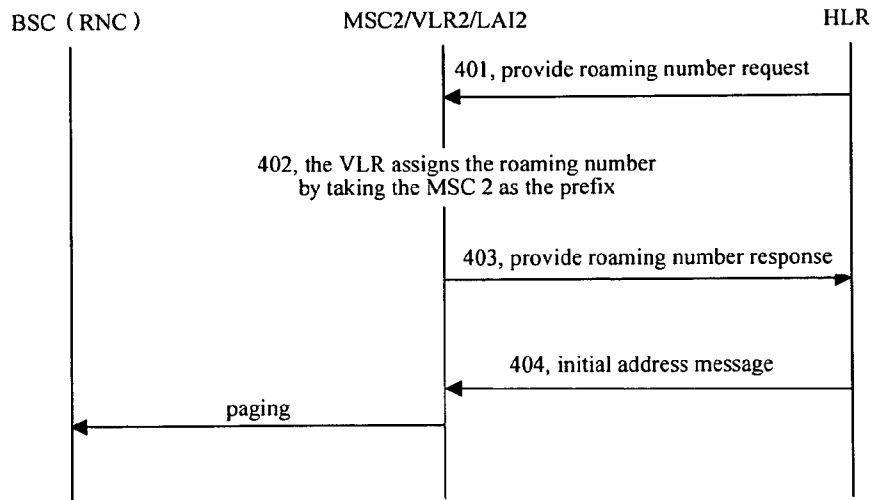 BSC (RNC)
MSC2/VLR2/LAI2
HLR
401, provide roaming number request
402, the VLR assigns the roaming number
by taking the MSC 2 as the prefix
403, provide roaming number response
404, initial address message
paging